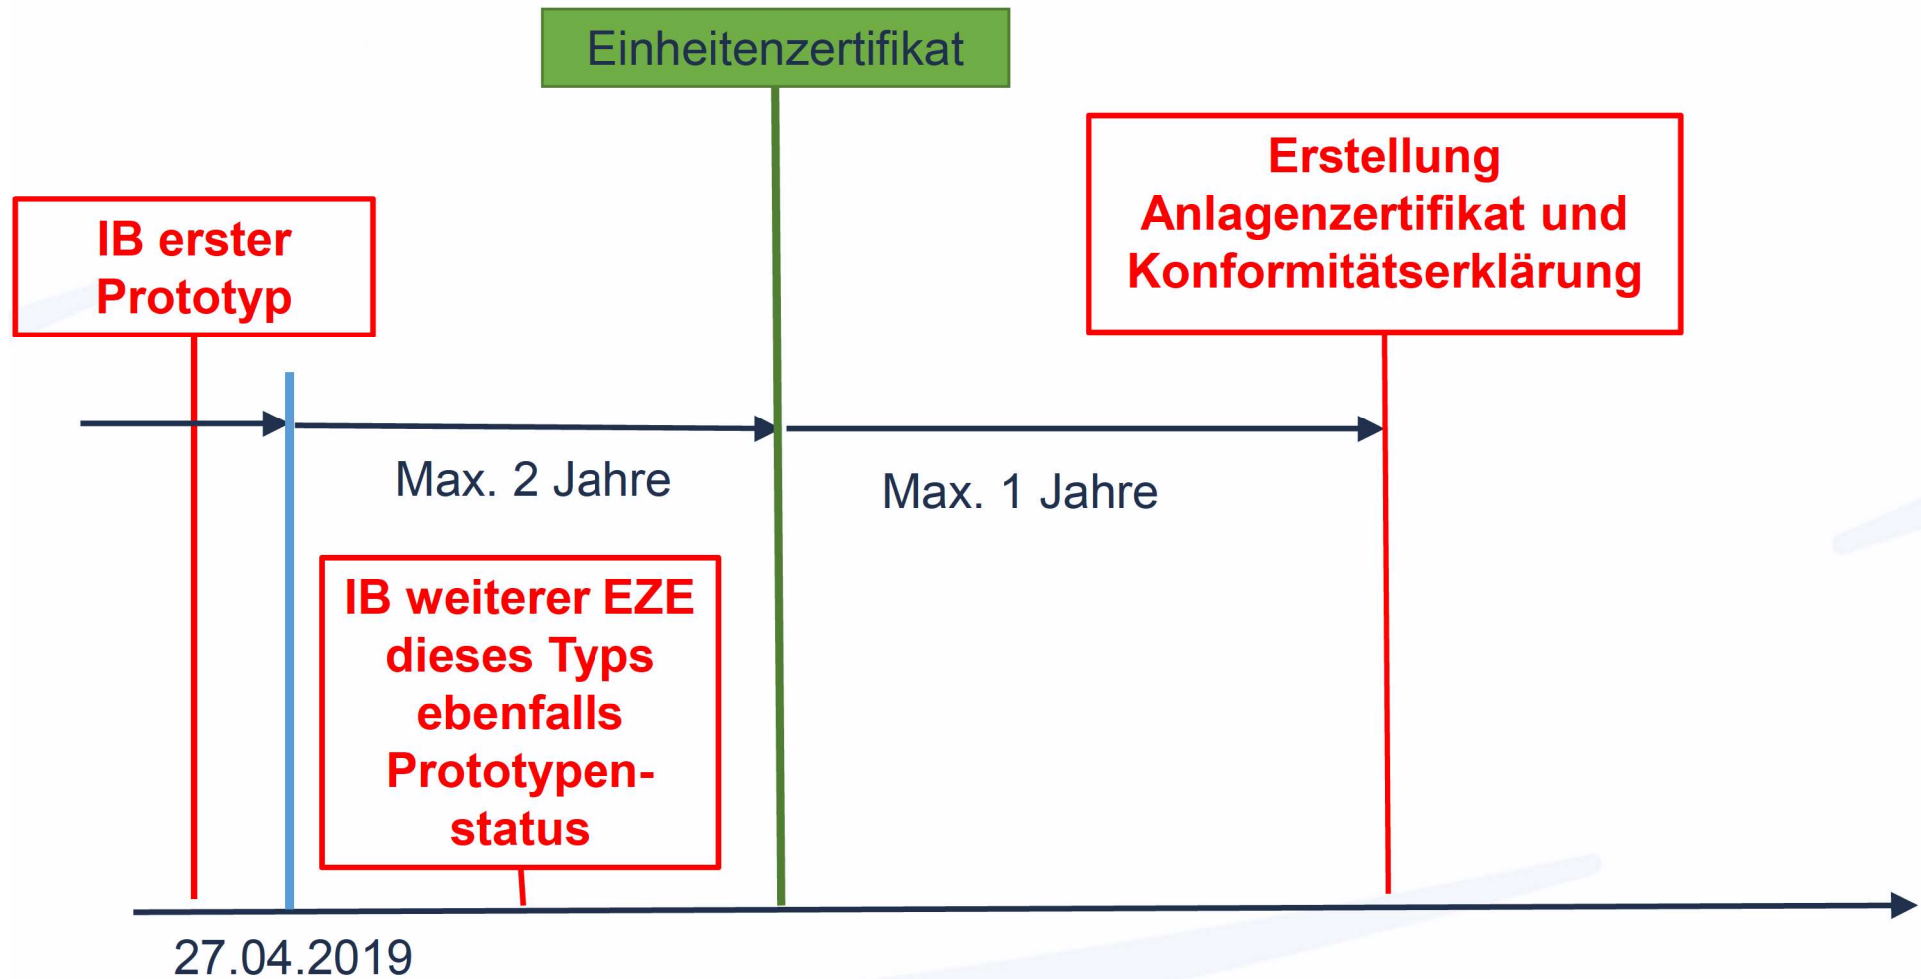 Einheitenzertifikat
Erstellung
Anlagenzertifikat und
Konformitätserklärung
IB erster
Prototyp
Max. 2 Jahre
Max. 1 Jahre
IB weiterer EZE
dieses Typs
ebenfalls
Prototypen-
status
27.04.2019